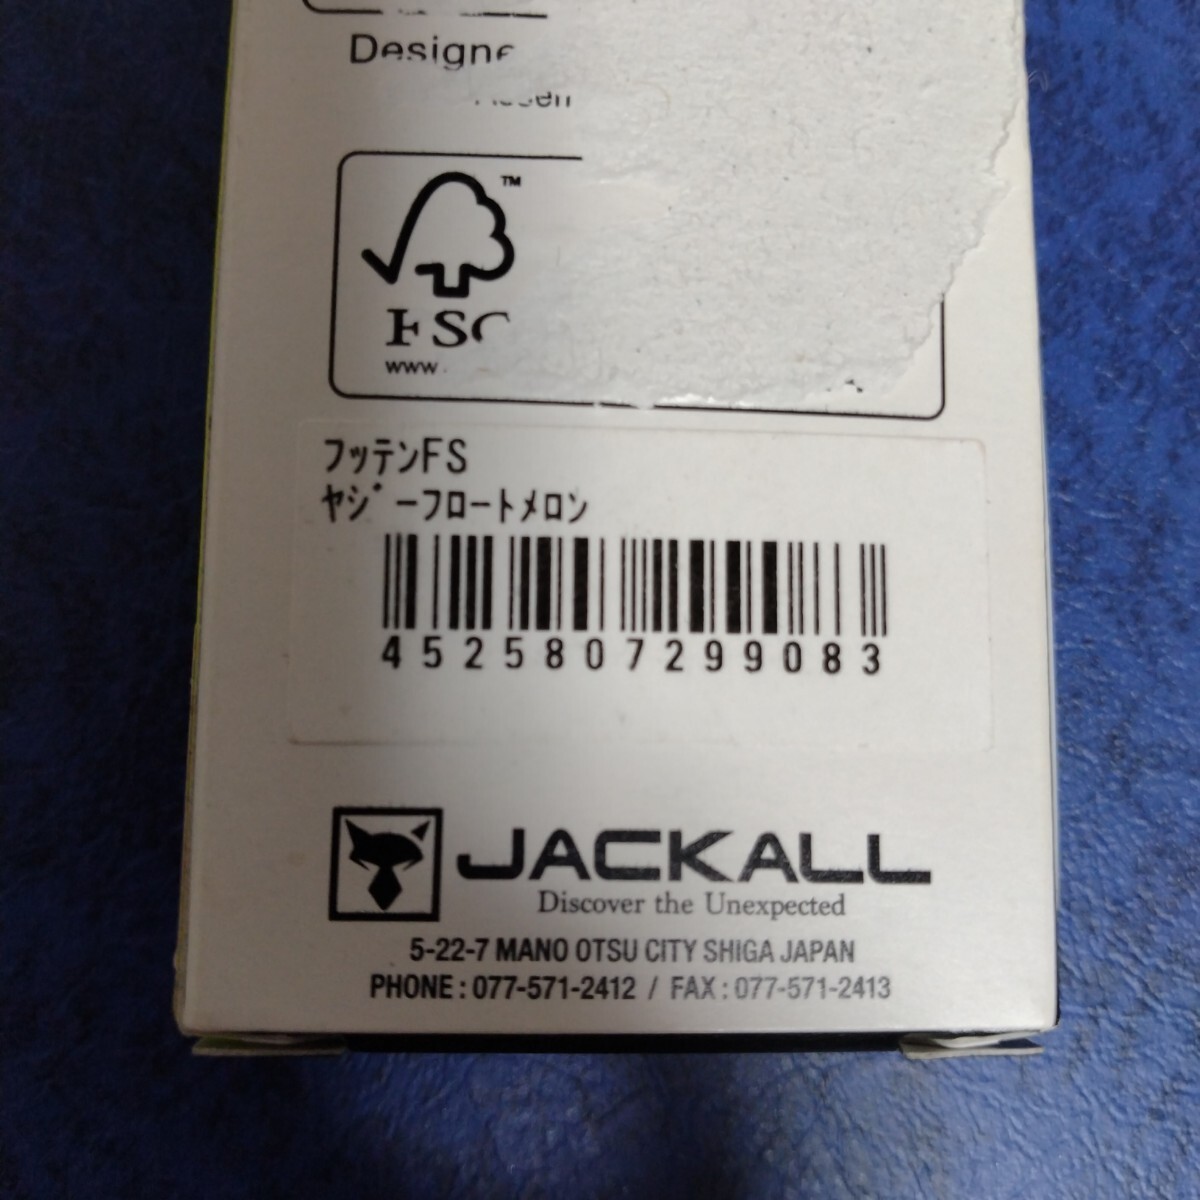 Designe
™
FSC
www.
フッテンFS
ヤジーフロートメロン
4525807299083
JACKALL
Discover the Unexpected
5-22-7 MANO OTSU CITY SHIGA JAPAN
PHONE : 077-571-2412 / FAX : 077-571-2413